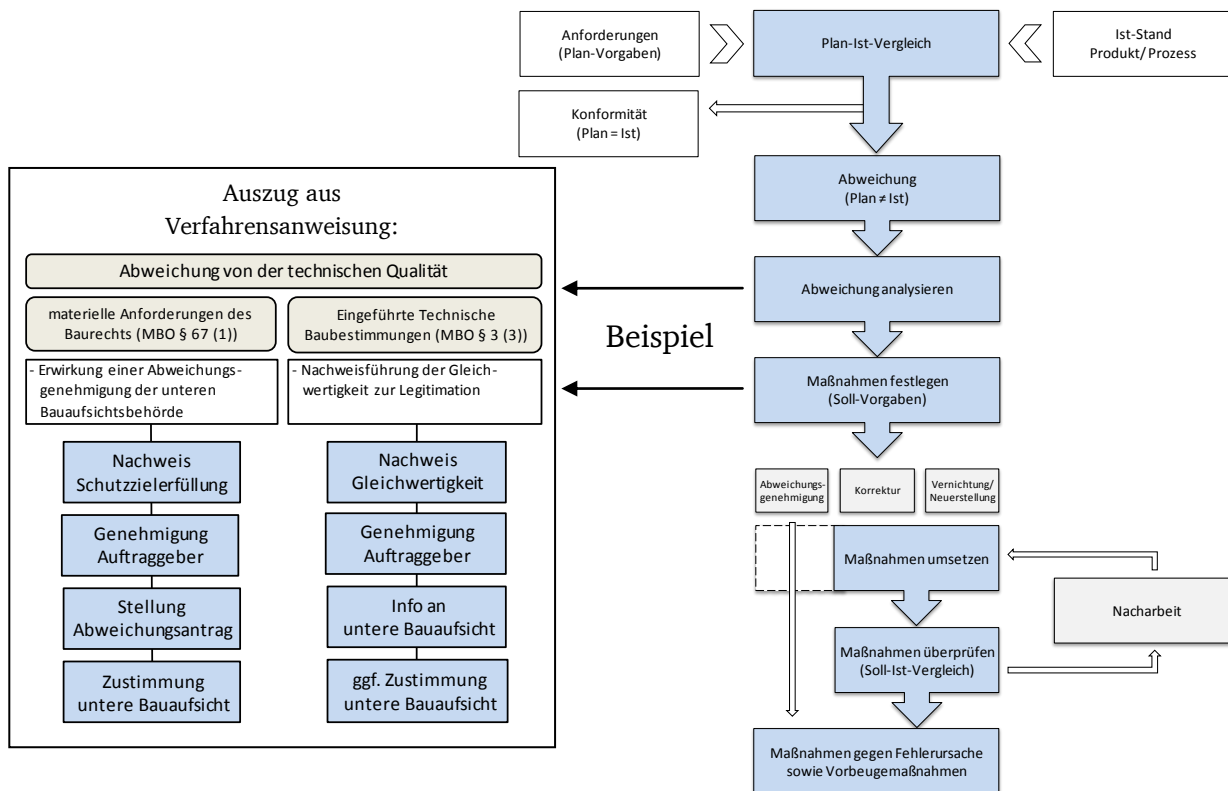 Anforderungen
(Plan-Vorgaben)
Plan-Ist-Vergleich
Ist-Stand
Produkt/ Prozess
Konformität
(Plan = Ist)
Abweichung
(Plan ≠ Ist)
Abweichung analysieren
Maßnahmen festlegen
(Soll-Vorgaben)
Abweichungs-
genehmigung
Korrektur
Vernichtung/
Neuerstellung
Maßnahmen umsetzen
Nacharbeit
Maßnahmen überprüfen
(Soll-Ist-Vergleich)
Maßnahmen gegen Fehlerursache
sowie Vorbeugemaßnahmen
Beispiel
Auszug aus
Verfahrensanweisung:
Abweichung von der technischen Qualität
materielle Anforderungen des
Baurechts (MBO § 67 (1))
- Erwirkung einer Abweichungs-
genehmigung der unteren
Bauaufsichtsbehörde
Nachweis
Schutzzielerfüllung
Genehmigung
Auftraggeber
Stellung
Abweichungsantrag
Zustimmung
untere Bauaufsicht
Eingeführte Technische
Baubestimmungen (MBO § 3 (3))
- Nachweisführung der Gleich-
wertigkeit zur Legitimation
Nachweis
Gleichwertigkeit
Genehmigung
Auftraggeber
Info an
untere Bauaufsicht
ggf. Zustimmung
untere Bauaufsicht